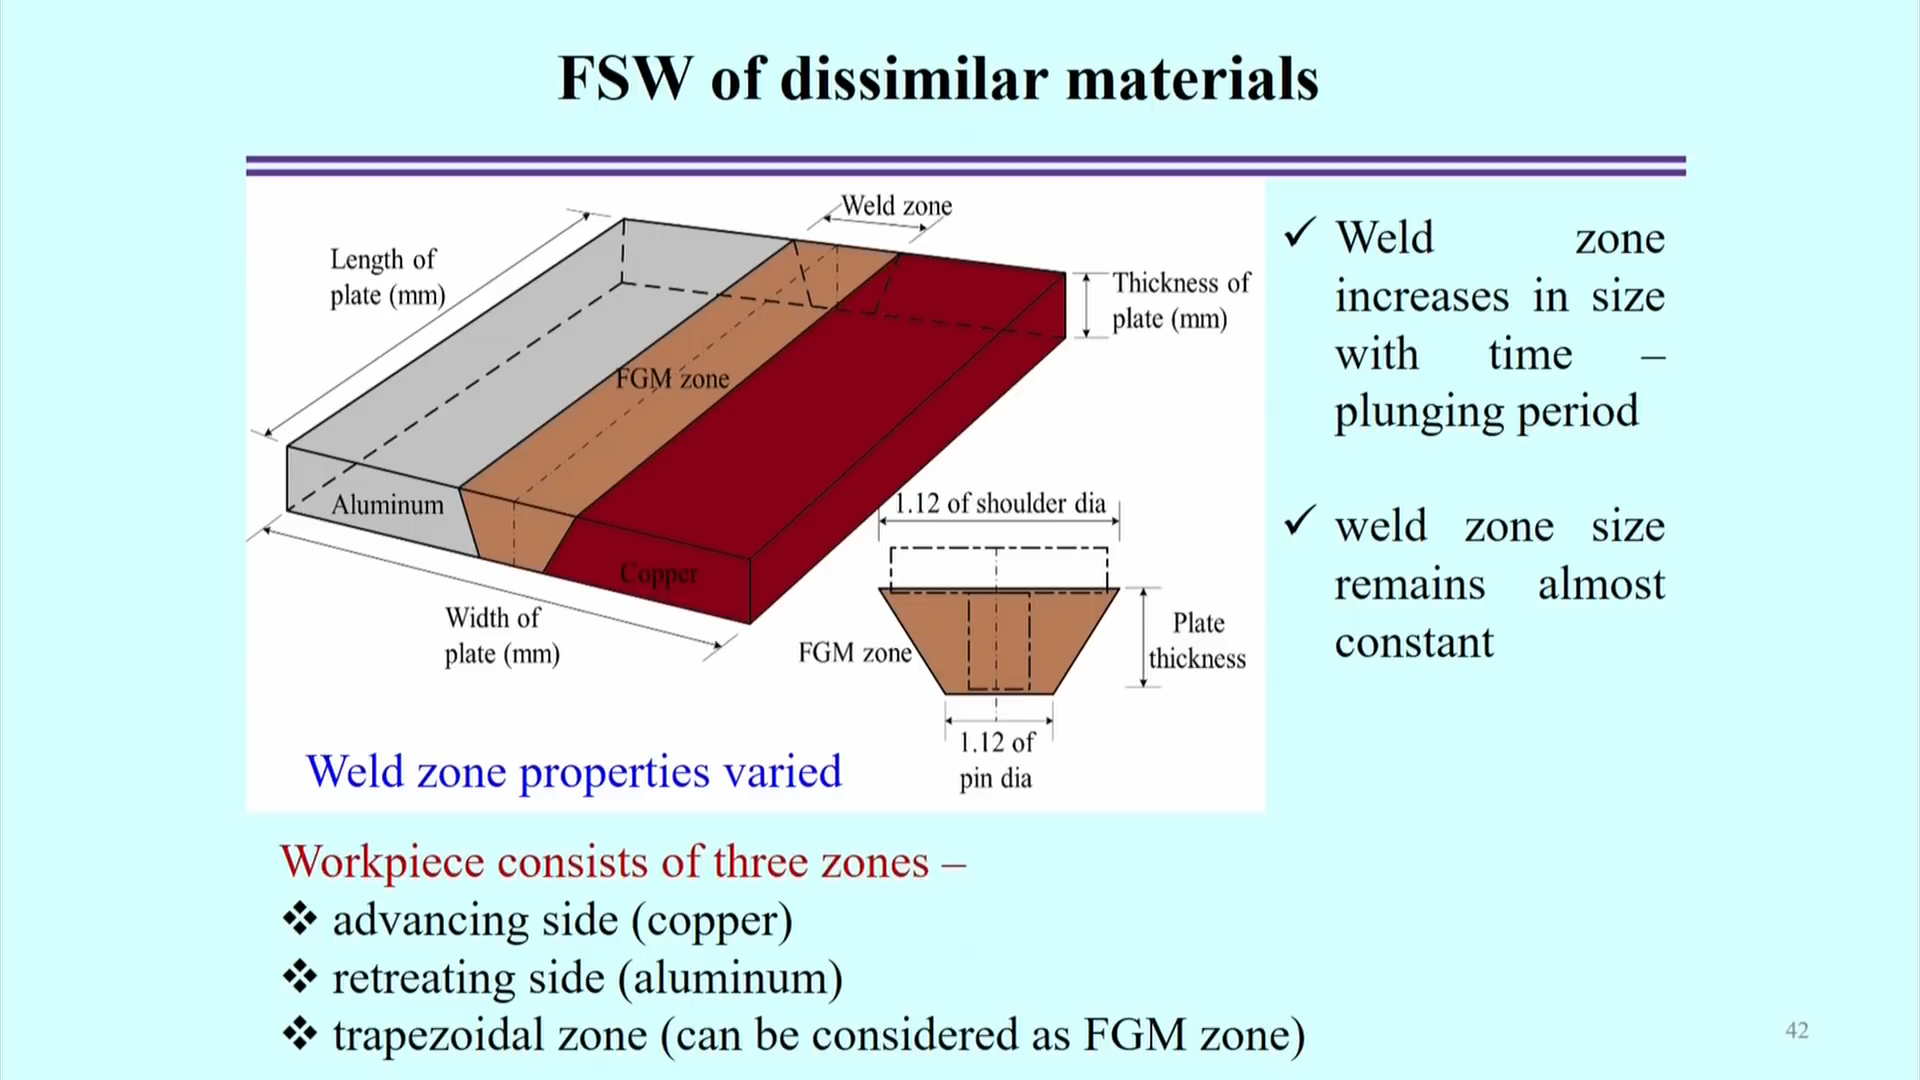 FSW of dissimilar materials
Weld zone
Length of
plate (mm)
Thickness of
plate (mm)
FGM zone
Aluminum
Copper
Width of
plate (mm)
1.12 of shoulder dia
FGM zone
Plate
thickness
1.12 of
pin dia
Weld zone properties varied
✓ Weld zone
increases in size
with time –
plunging period
✓ weld zone size
remains almost
constant
Workpiece consists of three zones –
❖ advancing side (copper)
❖ retreating side (aluminum)
❖ trapezoidal zone (can be considered as FGM zone)
42